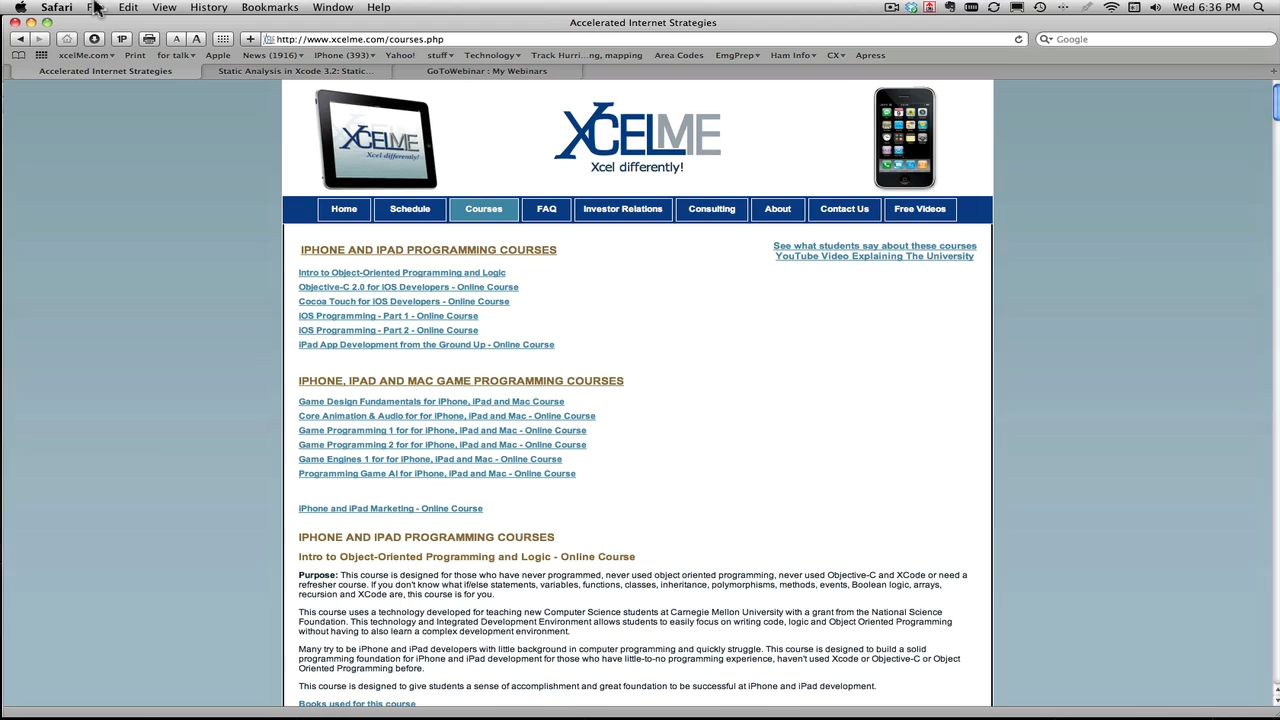 Safari Edit View History Bookmarks Window Help Wed 6:36 PM
Accelerated Internet Strategies
1P A A + http://www.xcelme.com/courses.php Google
xcelMe.com Print for talk Apple News (1916) iPhone (393) Yahoo! stuff Technology Track Hurri...ng, mapping Area Codes EmgPrep Ham Info CX Apress
Accelerated Internet Strategies Static Analysis in Xcode 3.2: Static... GoToWebinar : My Webinars
XCELME
Xcel differently!
XCELME
Xcel differently!
Home Schedule Courses FAQ Investor Relations Consulting About Contact Us Free Videos
IPHONE AND IPAD PROGRAMMING COURSES
See what students say about these courses
YouTube Video Explaining The University
Intro to Object-Oriented Programming and Logic
Objective-C 2.0 for iOS Developers - Online Course
Cocoa Touch for iOS Developers - Online Course
iOS Programming - Part 1 - Online Course
iOS Programming - Part 2 - Online Course
iPad App Development from the Ground Up - Online Course
IPHONE, IPAD AND MAC GAME PROGRAMMING COURSES
Game Design Fundamentals for iPhone, iPad and Mac Course
Core Animation & Audio for for iPhone, iPad and Mac - Online Course
Game Programming 1 for for iPhone, iPad and Mac - Online Course
Game Programming 2 for for iPhone, iPad and Mac - Online Course
Game Engines 1 for for iPhone, iPad and Mac - Online Course
Programming Game AI for iPhone, iPad and Mac - Online Course
iPhone and iPad Marketing - Online Course
IPHONE AND IPAD PROGRAMMING COURSES
Intro to Object-Oriented Programming and Logic - Online Course
Purpose: This course is designed for those who have never programmed, never used object oriented programming, never used Objective-C and XCode or need a
refresher course. If you don't know what if/else statements, variables, functions, classes, inheritance, polymorphisms, methods, events, Boolean logic, arrays,
recursion and XCode are, this course is for you.
This course uses a technology developed for teaching new Computer Science students at Carnegie Mellon University with a grant from the National Science
Foundation. This technology and Integrated Development Environment allows students to easily focus on writing code, logic and Object Oriented Programming
without having to also learn a complex development environment.
Many try to be iPhone and iPad developers with little background in computer programming and quickly struggle. This course is designed to build a solid
programming foundation for iPhone and iPad development for those who have little-to-no programming experience, haven't used Xcode or Objective-C or Object
Oriented Programming before.
This course is designed to give students a sense of accomplishment and great foundation to be successful at iPhone and iPad development.
Books used for this course